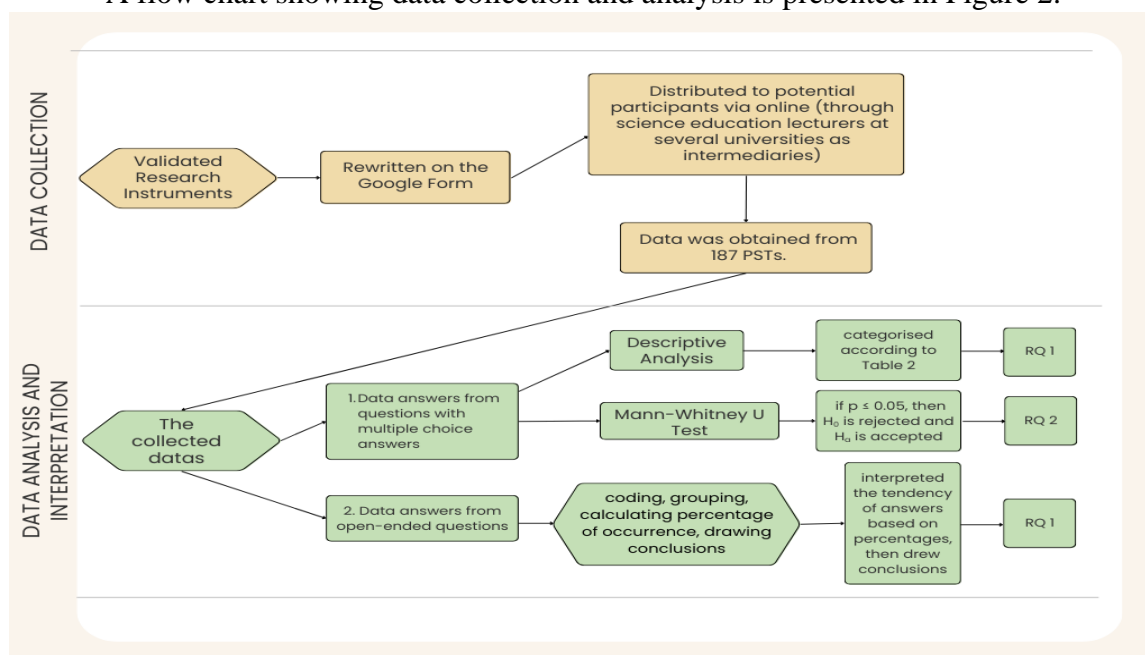 A flow chart showing data collection and analysis is presented in Figure 2.
DATA COLLECTION
Validated
Research
Instruments
Rewritten on the
Google Form
Distributed to potential
participants via online (through
science education lecturers at
several universities as
intermediaries)
Data was obtained from
187 PSTs.
DATA ANALYSIS AND
INTERPRETATION
The
collected
datas
1. Data answers from
questions with
multiple choice
answers
Descriptive
Analysis
categorised
according to
Table 2
RQ 1
Mann-Whitney U
Test
if p ≤ 0.05, then
H₀ is rejected and
Hₐ is accepted
RQ 2
2. Data answers from
open-ended questions
coding, grouping,
calculating percentage
of occurrence, drawing
conclusions
interpreted
the tendency
of answers
based on
percentages,
then drew
conclusions
RQ 1